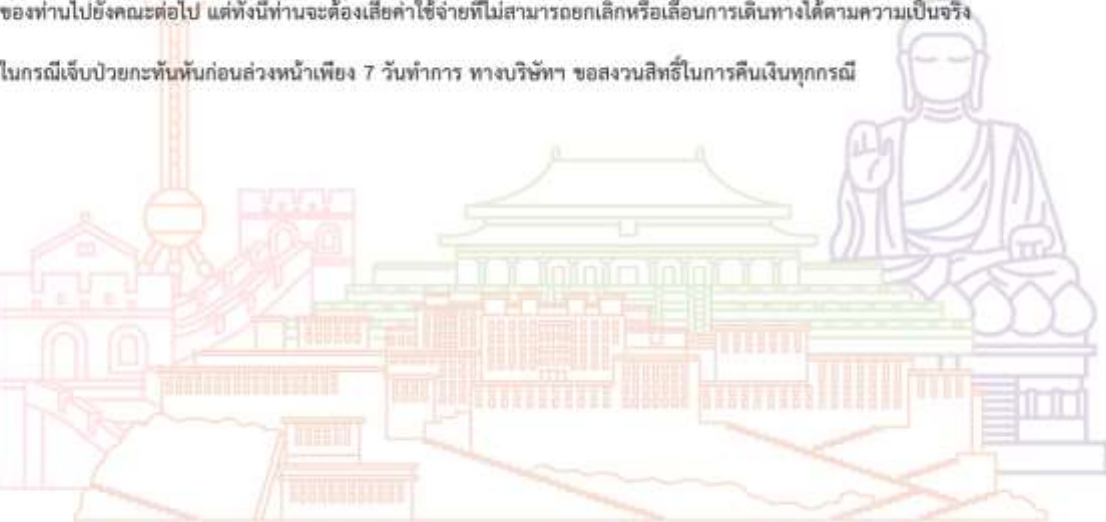 ของท่านไปยังคณะต่อไป แต่ทั้งนี้ท่านจะต้องเสียค่าใช้จ่ายที่ไม่สามารถยกเลิกหรือเลื่อนการเดินทางได้ตามความเป็นจริง
ในกรณีเจ็บป่วยกะทันหันก่อนล่วงหน้าเพียง 7 วันทำการ ทางบริษัทฯ ขอสงวนสิทธิ์ในการคืนเงินทุกกรณี